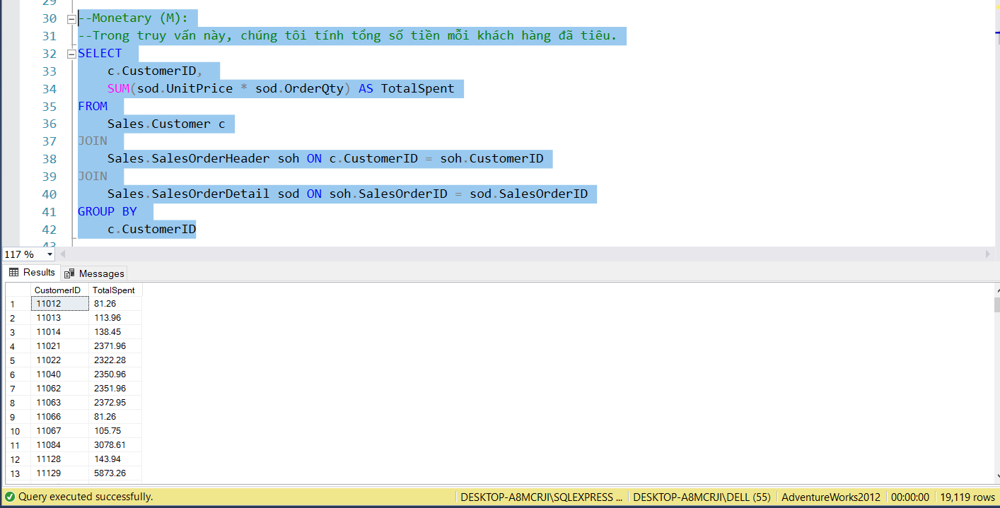 29
30 --Monetary (M):
31 --Trong truy vấn này, chúng tôi tính tổng số tiền mỗi khách hàng đã tiêu.
32 SELECT
33 c.CustomerID,
34 SUM(sod.UnitPrice * sod.OrderQty) AS TotalSpent
35 FROM
36 Sales.Customer c
37 JOIN
38 Sales.SalesOrderHeader soh ON c.CustomerID = soh.CustomerID
39 JOIN
40 Sales.SalesOrderDetail sod ON soh.SalesOrderID = sod.SalesOrderID
41 GROUP BY
42 c.CustomerID
43
117 %
Results Messages
CustomerID TotalSpent
1 11012 81.26
2 11013 113.96
3 11014 138.45
4 11021 2371.96
5 11022 2322.28
6 11040 2350.96
7 11062 2351.96
8 11063 2372.95
9 11066 81.26
10 11067 105.75
11 11084 3078.61
12 11128 143.94
13 11129 5873.26
Query executed successfully. DESKTOP-A8MCRJI\SQLEXPRESS ... DESKTOP-A8MCRJI\DELL (55) AdventureWorks2012 00:00:00 19,119 rows